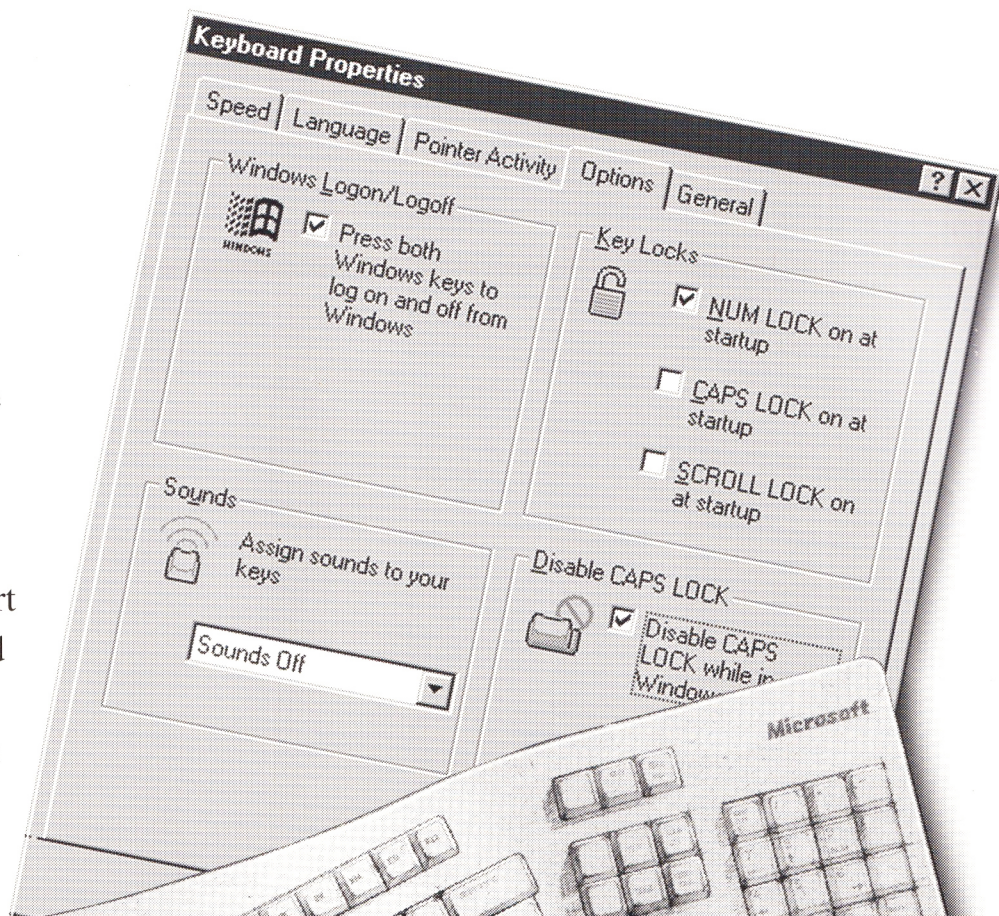 Keyboard Properties
Speed
Language
Pointer Activity
Options
General
Windows Logon/Logoff
WINDOWS
Press both
Windows keys to
log on and off from
Windows
Key Locks
NUM LOCK on at
startup
CAPS LOCK on at
startup
SCROLL LOCK on
at startup
Sounds
Assign sounds to your
keys
Sounds Off
Disable CAPS LOCK
Disable CAPS
LOCK while in
Microsoft